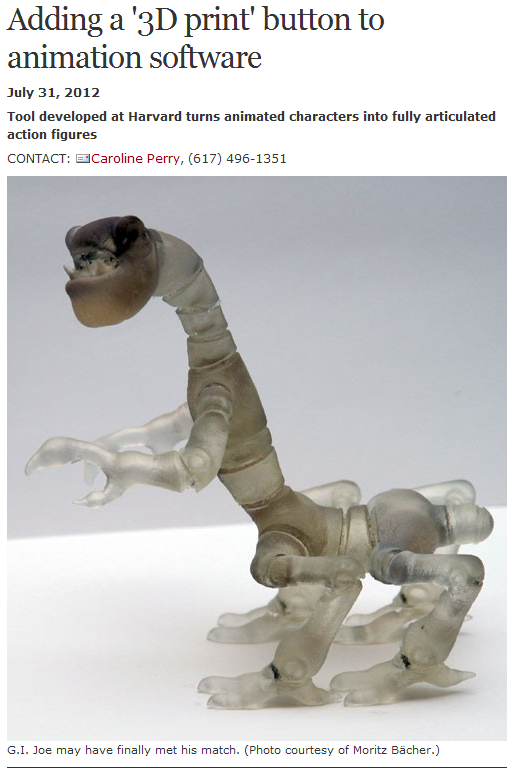 Adding a '3D print' button to
animation software
July 31, 2012
Tool developed at Harvard turns animated characters into fully articulated
action figures
CONTACT: Caroline Perry, (617) 496-1351
G.I. Joe may have finally met his match. (Photo courtesy of Moritz Bächer.)